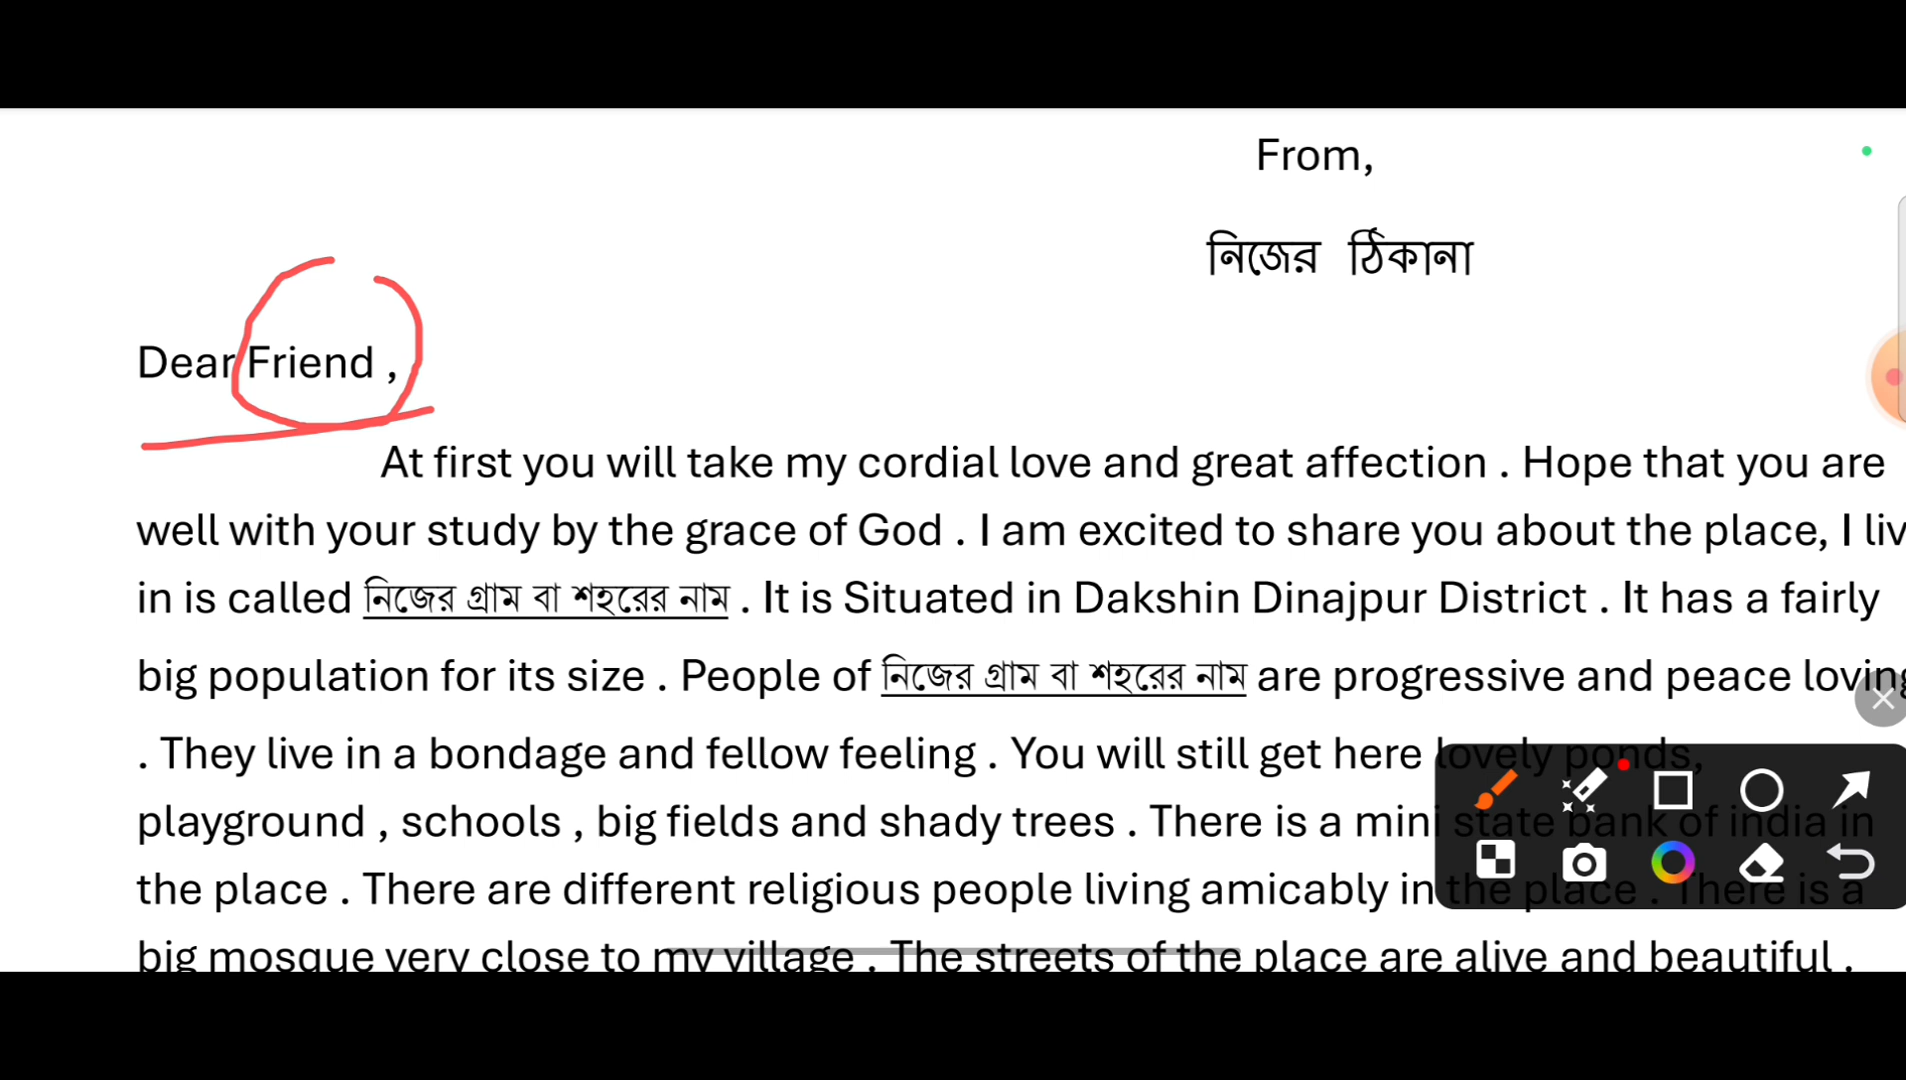 From,
নিজের ঠিকানা
Dear Friend ,
At first you will take my cordial love and great affection . Hope that you are
well with your study by the grace of God . I am excited to share you about the place, I liv
in is called নিজের গ্রাম বা শহরের নাম . It is Situated in Dakshin Dinajpur District . It has a fairly
big population for its size . People of নিজের গ্রাম বা শহরের নাম are progressive and peace loving
. They live in a bondage and fellow feeling . You will still get here lovely ponds,
playground , schools , big fields and shady trees . There is a mini state bank of india in
the place . There are different religious people living amicably in the place . There is a
big mosque very close to my village . The streets of the place are alive and beautiful .